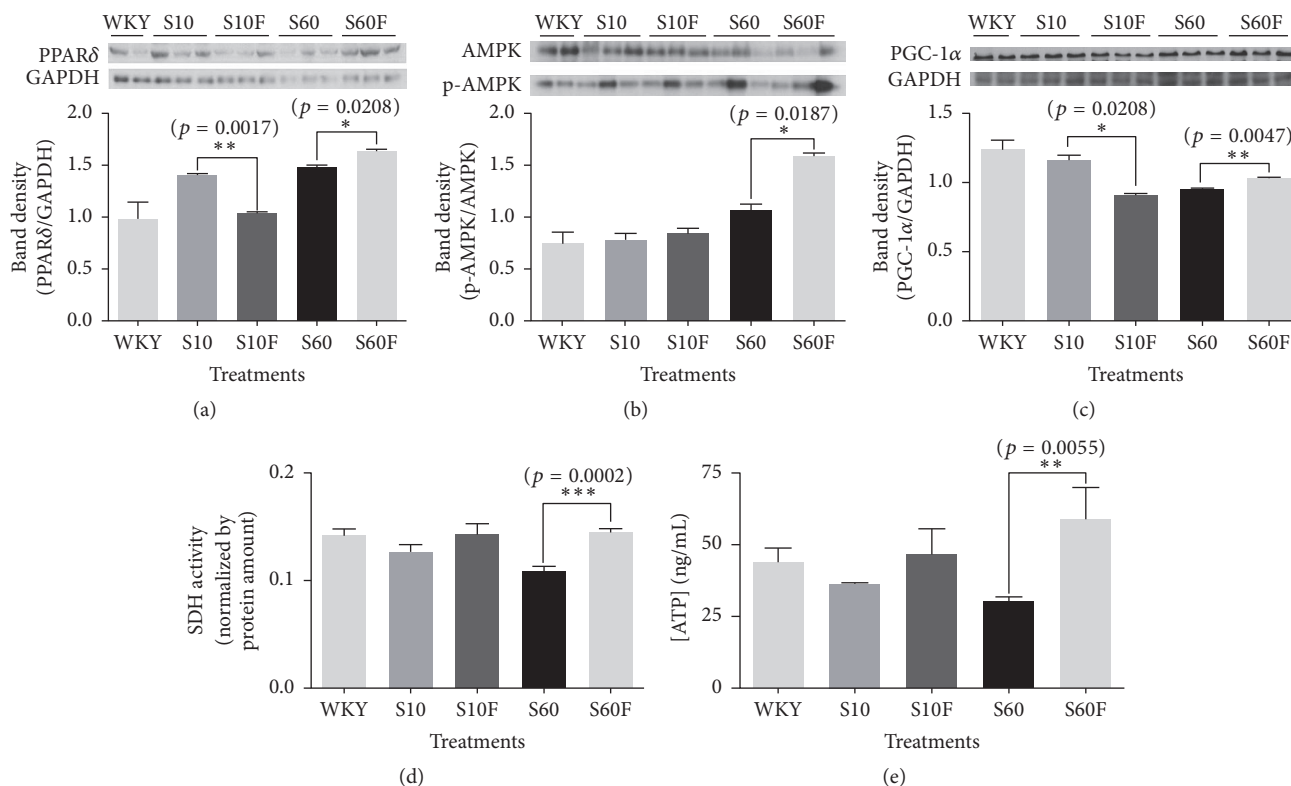 WKY S10 S10F S60 S60F
PPARδ
GAPDH
(p = 0.0208)
(p = 0.0017)
*
**
2.0
1.5
1.0
0.5
0.0
Band density
(PPARδ/GAPDH)
WKY S10 S10F S60 S60F
Treatments
(a)
WKY S10 S10F S60 S60F
AMPK
p-AMPK
(p = 0.0187)
*
2.0
1.5
1.0
0.5
0.0
Band density
(p-AMPK/AMPK)
WKY S10 S10F S60 S60F
Treatments
(b)
WKY S10 S10F S60 S60F
PGC-1α
GAPDH
(p = 0.0208)
*
(p = 0.0047)
**
1.5
1.0
0.5
0.0
Band density
(PGC-1α/GAPDH)
WKY S10 S10F S60 S60F
Treatments
(c)
(p = 0.0002)
***
0.2
0.1
0.0
SDH activity
(normalized by
protein amount)
WKY S10 S10F S60 S60F
Treatments
(d)
(p = 0.0055)
**
75
50
25
0
[ATP] (ng/mL)
WKY S10 S10F S60 S60F
Treatments
(e)